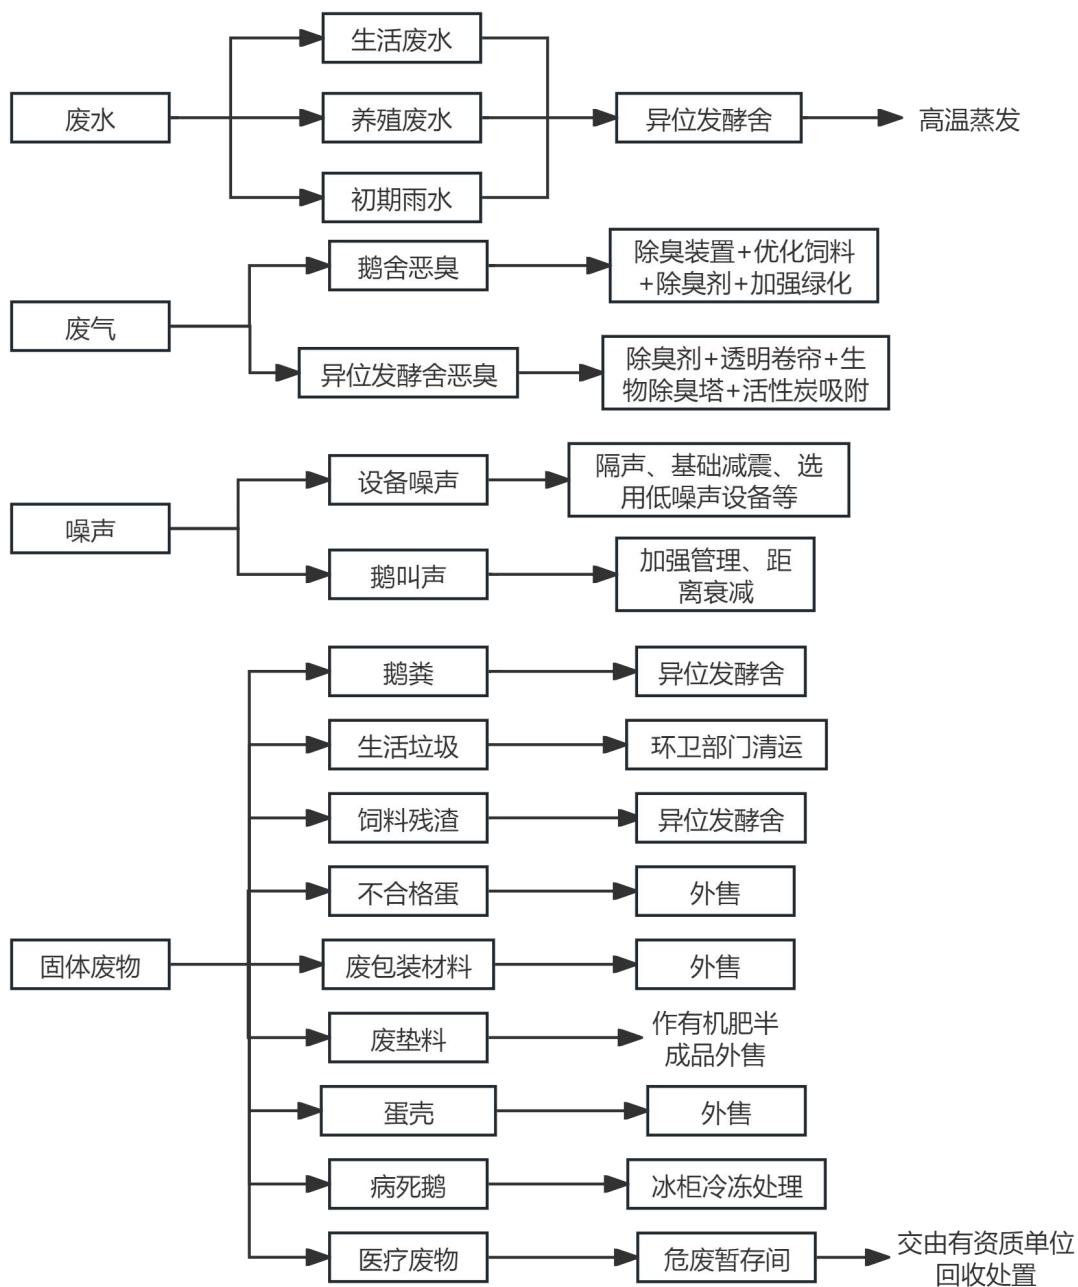 生活废水
废水
养殖废水
异位发酵舍
高温蒸发
初期雨水
鹅舍恶臭
除臭装置+优化饲料
+除臭剂+加强绿化
废气
异位发酵舍恶臭
除臭剂+透明卷帘+生
物除臭塔+活性炭吸附
设备噪声
隔声、基础减震、选
用低噪声设备等
噪声
鹅叫声
加强管理、距
离衰减
鹅粪
异位发酵舍
生活垃圾
环卫部门清运
饲料残渣
异位发酵舍
不合格蛋
外售
固体废物
废包装材料
外售
废垫料
作有机肥半
成品外售
蛋壳
外售
病死鹅
冰柜冷冻处理
医疗废物
危废暂存间
交由有资质单位
回收处置